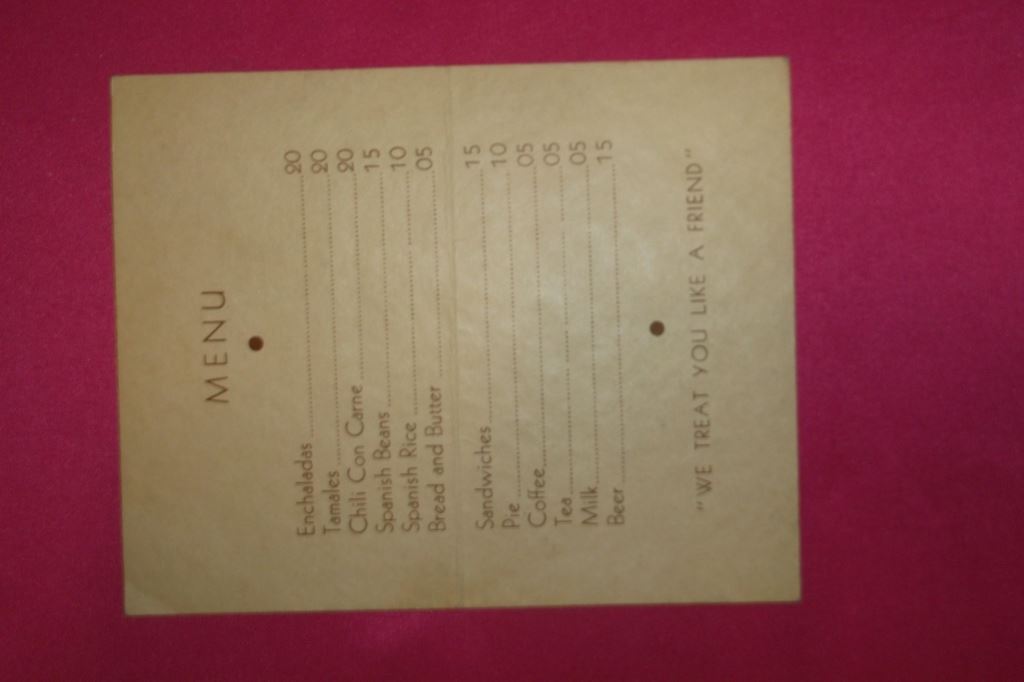 MENU
Enchaladas 20
Tamales 20
Chili Con Carne 20
Spanish Beans 15
Spanish Rice 10
Bread and Butter 05
Sandwiches 15
Pie 10
Coffee 05
Tea 05
Milk 05
Beer 15
"WE TREAT YOU LIKE A FRIEND"